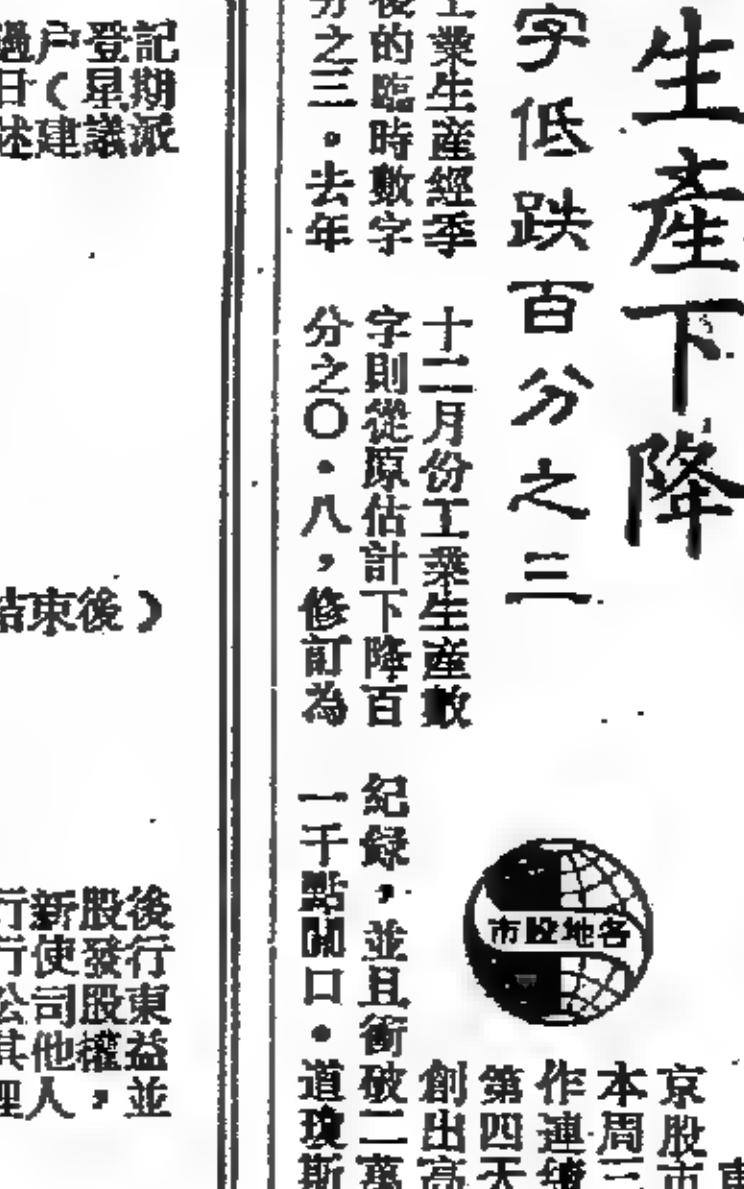 生產下降
字低跌百分之三
業生產經季
後的臨時數字
分之三。去年
十二月份工業生產數
字則從原估計下降百
分之〇・八，修訂為
各地股市
京股市
本周三
作連續
第四天
創出高
紀錄，並且衝破二萬
一千點關口。道瓊斯
記期派
登星議
户（建
過日述
結束後）
後行東益並
股發股權，
新使司他人
行行公其理